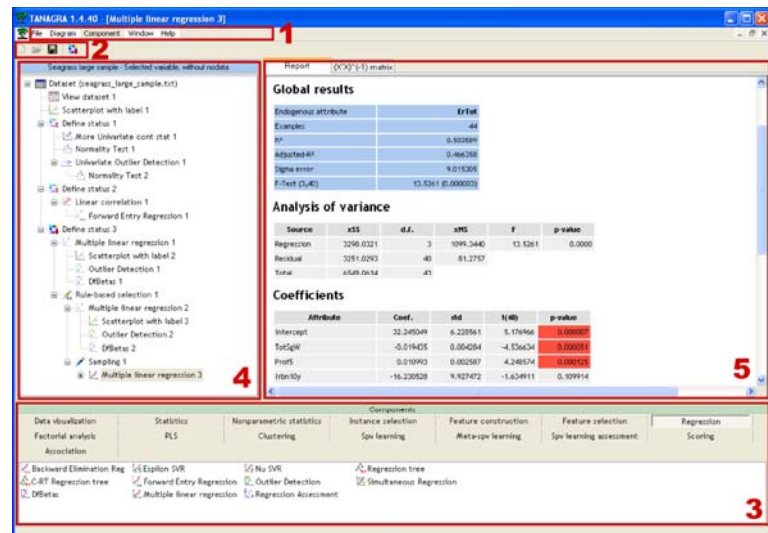 TANAGRA 1.4.40 - [Multiple linear regression 3]
File Diagram Component Window Help
1
2
Seagrass large sample - Selected variable, without nodata
Dataset (seagrass_large_sample.txt)
View dataset 1
Scatterplot with label 1
Define status 1
More Univariate cont stat 1
Normality Test 1
Univariate Outlier Detection 1
Normality Test 2
Define status 2
Linear correlation 1
Forward Entry Regression 1
Define status 3
Multiple linear regression 1
Scatterplot with label 2
Outlier Detection 1
DfBetas 1
Rule-based selection 1
Multiple linear regression 2
Scatterplot with label 3
Outlier Detection 2
DfBetas 2
Sampling 1
Multiple linear regression 3
4
Report (X'X)^(-1) matrix
Global results
Endogenous attribute ErTot
Examples 44
R² 0.503589
Adjusted-R² 0.466358
Sigma error 9.015305
F-Test (3,40) 13.5261 (0.000003)
Analysis of variance
Source xSS d.f. xMS F p-value
Regression 3298.0321 3 1099.3440 13.5261 0.0000
Residual 3251.0293 40 81.2757
Total 6549.0614 43
Coefficients
Attribute Coef. std t(40) p-value
Intercept 32.245049 6.228561 5.176966 0.000007
TotSgW -0.019435 0.004284 -4.536634 0.000051
Prof5 0.010993 0.002587 4.248574 0.000125
Irbn10y -16.230528 9.927472 -1.634911 0.109914
5
Components
Data visualization Statistics Nonparametric statistics Instance selection Feature construction Feature selection Regression
Factorial analysis PLS Clustering Spv learning Meta-spv learning Spv learning assessment Scoring
Association
Backward Elimination Reg Espilon SVR Nu SVR Regression tree
C-RT Regression tree Forward Entry Regression Outlier Detection Simultaneous Regression
DfBetas Multiple linear regression Regression Assessment
3